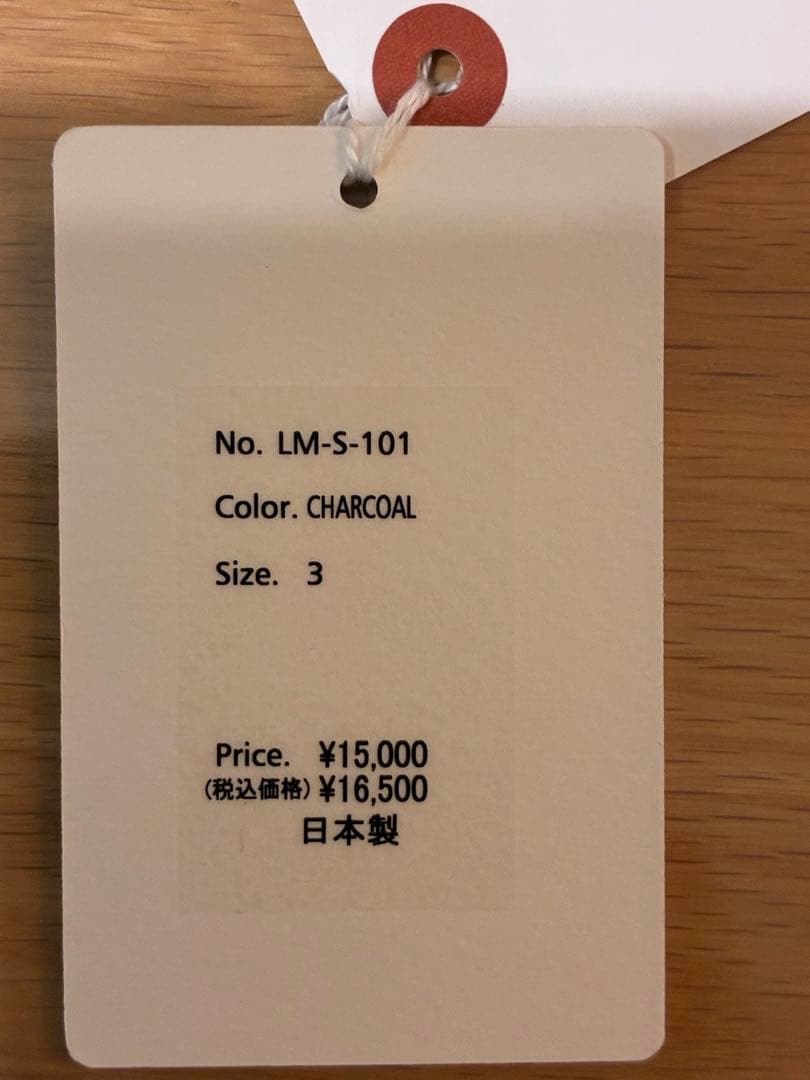 No. LM-S-101
Color. CHARCOAL
Size. 3
Price. ¥15,000
(税込価格) ¥16,500
日本製